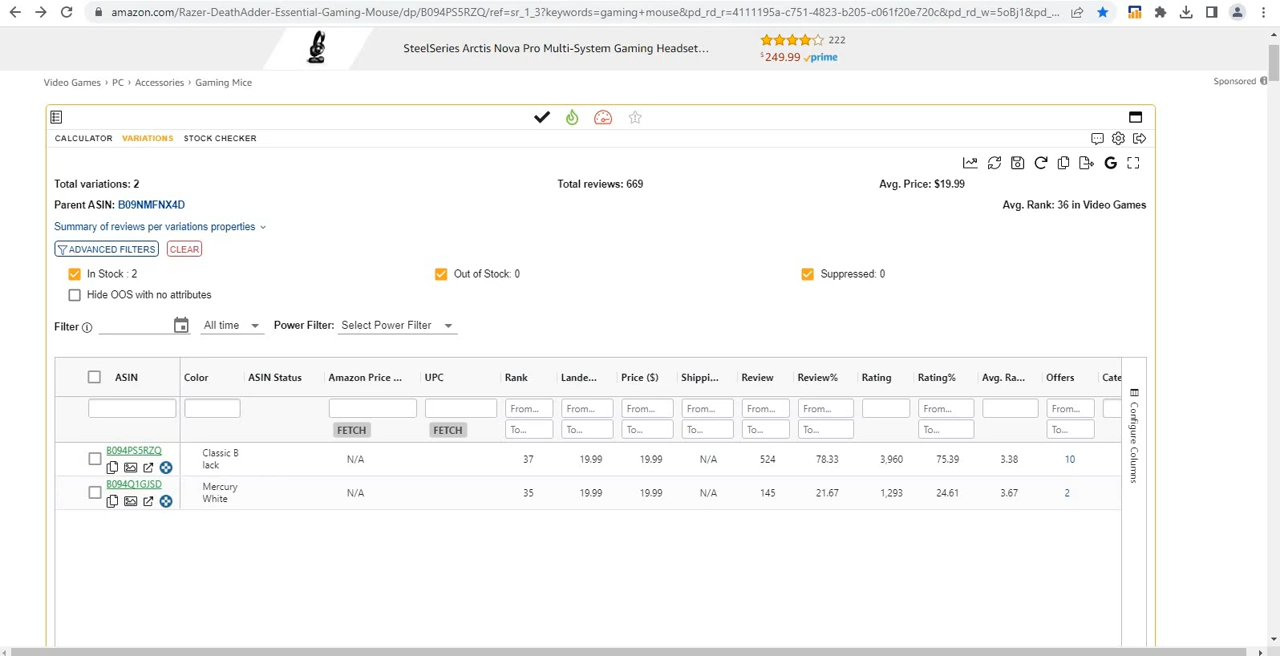 amazon.com/Razer-DeathAdder-Essential-Gaming-Mouse/dp/B094PS5RZQ/ref=sr_1_3?keywords=gaming+mouse&pd_rd_r=4111195a-c751-4823-b205-c061f20e720c&pd_rd_w=5oBj1&pd_...
SteelSeries Arctis Nova Pro Multi-System Gaming Headset... 222
$249.99 prime
Video Games › PC › Accessories › Gaming Mice Sponsored
CALCULATOR VARIATIONS STOCK CHECKER
Total variations: 2 Total reviews: 669 Avg. Price: $19.99
Parent ASIN: B09NMFNX4D Avg. Rank: 36 in Video Games
Summary of reviews per variations properties
ADVANCED FILTERS CLEAR
In Stock : 2 Out of Stock: 0 Suppressed: 0
Hide OOS with no attributes
Filter All time Power Filter: Select Power Filter
ASIN Color ASIN Status Amazon Price ... UPC Rank Lande... Price ($) Shippi... Review Review% Rating Rating% Avg. Ra... Offers Cate
From... From... From... From... From... From... From... From...
FETCH FETCH To... To... To... To... To... To... To... To...
B094PS5RZQ Classic B
lack N/A 37 19.99 19.99 N/A 524 78.33 3,960 75.39 3.38 10
B094Q1GJSD Mercury
White N/A 35 19.99 19.99 N/A 145 21.67 1,293 24.61 3.67 2
Configure Columns